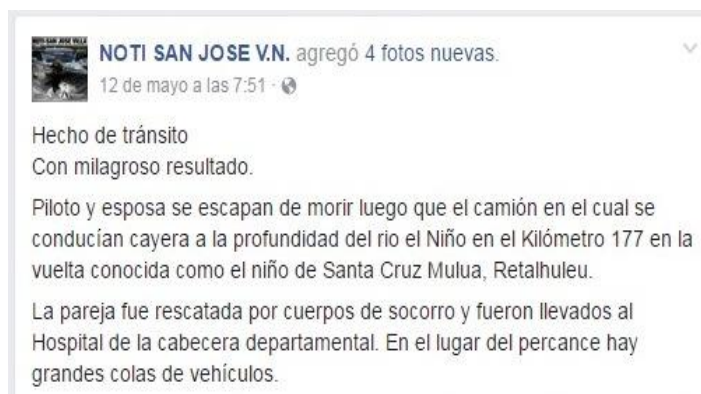 NOTI SAN JOSE V.N. agregó 4 fotos nuevas.
12 de mayo a las 7:51 ·
Hecho de tránsito
Con milagroso resultado.
Piloto y esposa se escapan de morir luego que el camión en el cual se
conducían cayera a la profundidad del rio el Niño en el Kilómetro 177 en la
vuelta conocida como el niño de Santa Cruz Mulua, Retalhuleu.
La pareja fue rescatada por cuerpos de socorro y fueron llevados al
Hospital de la cabecera departamental. En el lugar del percance hay
grandes colas de vehículos.